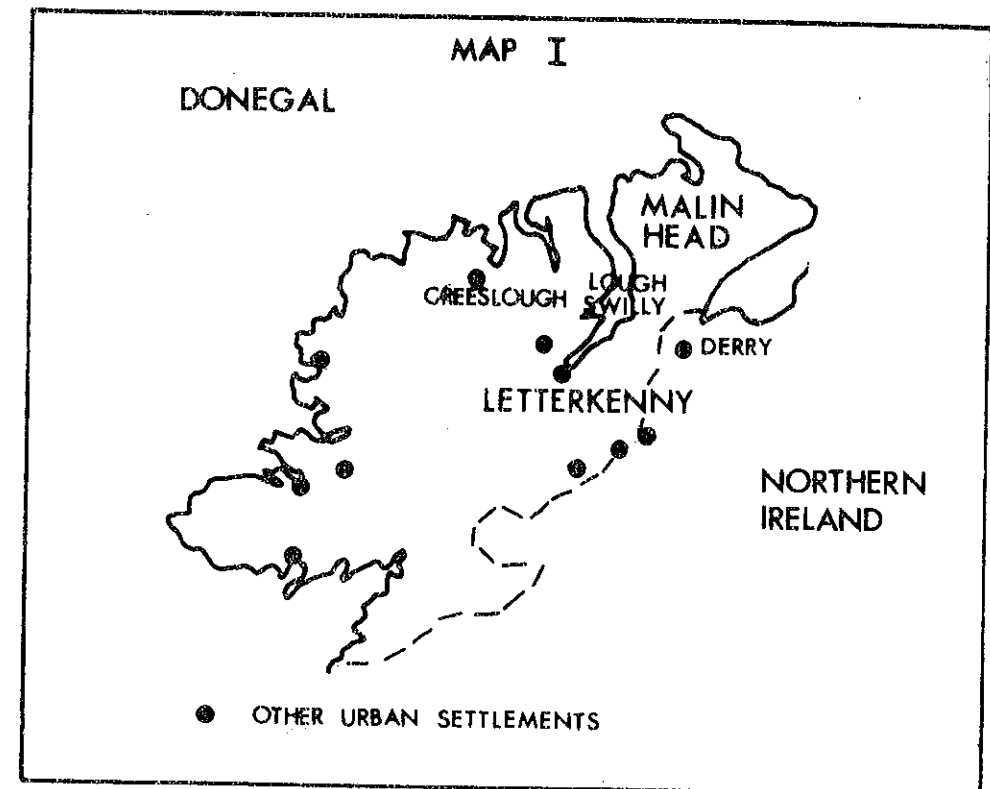 MAP I
DONEGAL
MALIN
HEAD
CREESLOUGH
LOUGH
SWILLY
DERRY
LETTERKENNY
NORTHERN
IRELAND
OTHER URBAN SETTLEMENTS